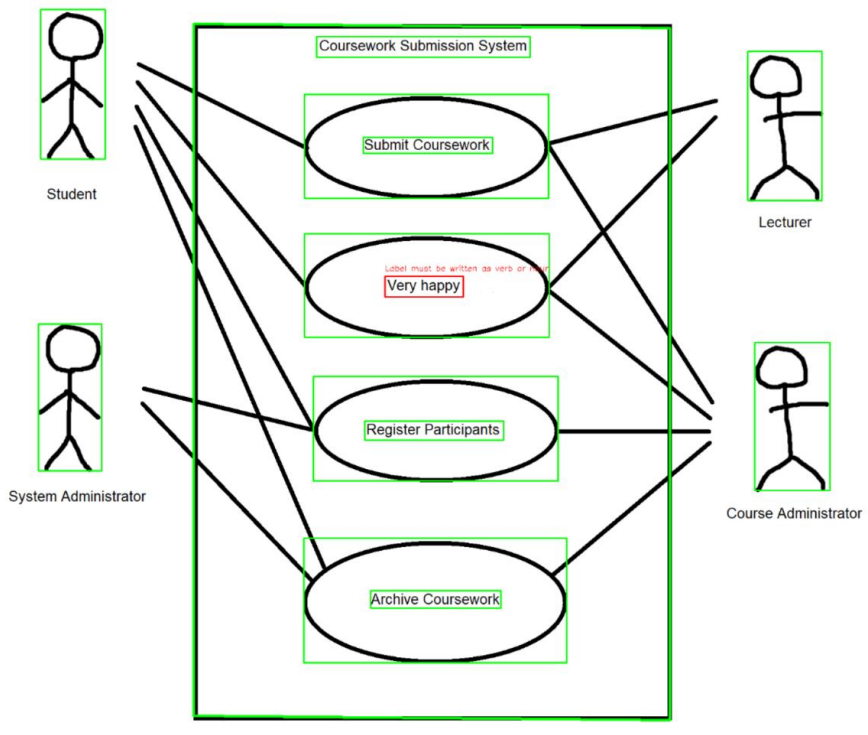 Coursework Submission System
Submit Coursework
Student
Lecturer
Label must be written as verb or noun
Very happy
Register Participants
System Administrator
Course Administrator
Archive Coursework